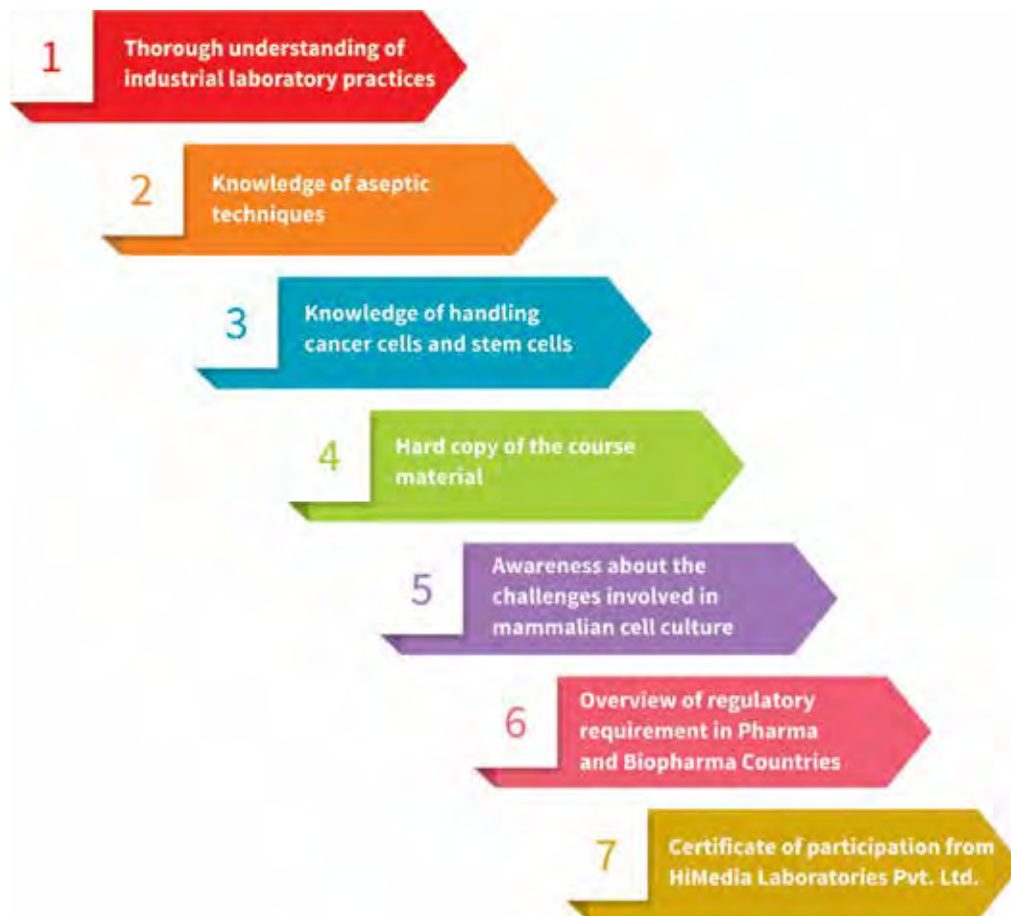 1
Thorough understanding of
industrial laboratory practices
2
Knowledge of aseptic
techniques
3
Knowledge of handling
cancer cells and stem cells
4
Hard copy of the course
material
5
Awareness about the
challenges involved in
mammalian cell culture
6
Overview of regulatory
requirement in Pharma
and Biopharma Countries
7
Certificate of participation from
HiMedia Laboratories Pvt. Ltd.